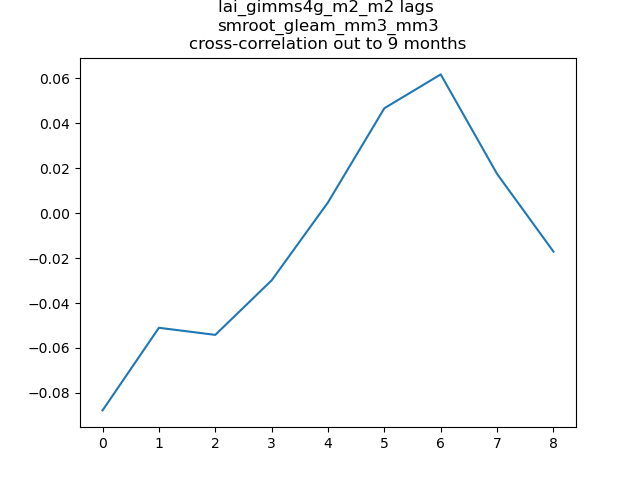 lai_gimms4g_m2_m2 lags
smroot_gleam_mm3_mm3
cross-correlation out to 9 months
0.06
0.04
0.02
0.00
−0.02
−0.04
−0.06
−0.08
0 1 2 3 4 5 6 7 8